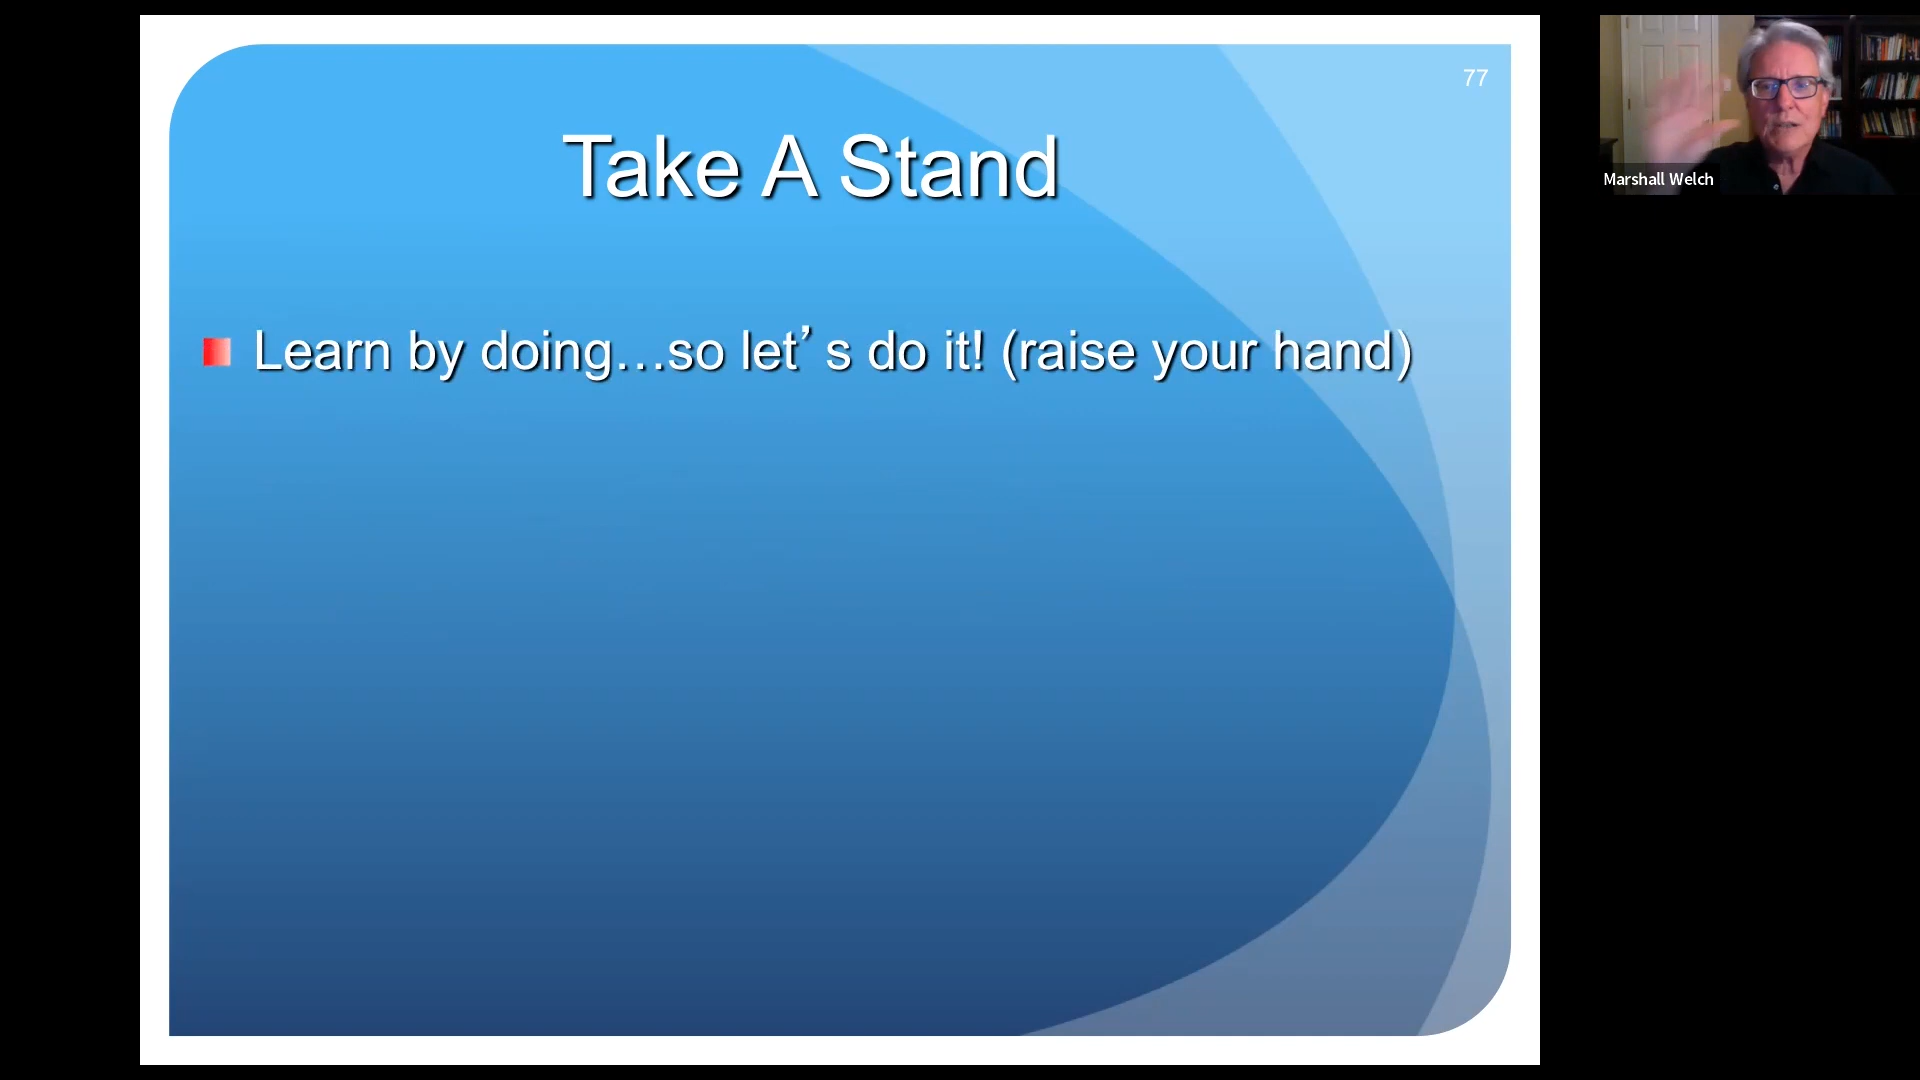 77
Take A Stand
Learn by doing…so let’s do it! (raise your hand)
Marshall Welch